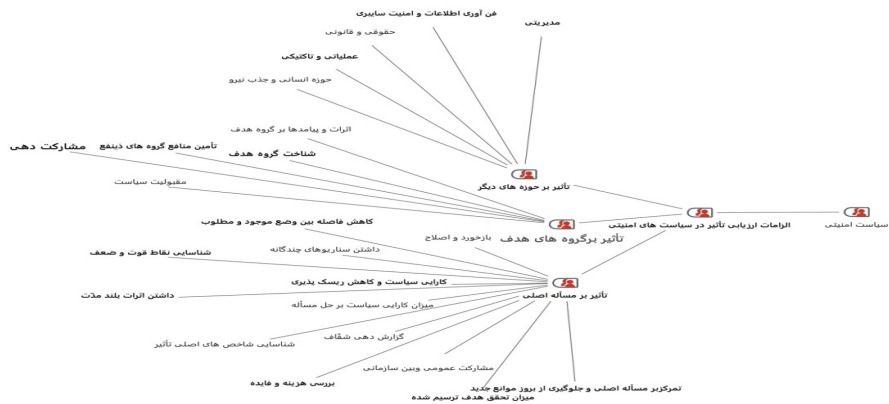 فن آوری اطلاعات و امنیت سایبری
مدیریتی
حقوقی و قانونی
عملیاتی و تاکتیکی
حوزه انسانی و جذب نیرو
اثرات و پیامدها بر گروه هدف
تأمین منافع گروه های ذینفع
مشارکت دهی
شناخت گروه هدف
مقبولیت سیاست
تأثیر بر حوزه های دیگر
سیاست امنیتی
الزامات ارزیابی تأثیر در سیاست های امنیتی
تأثیر برگروه های هدف
کاهش فاصله بین وضع موجود و مطلوب
بازخورد و اصلاح
داشتن سناریوهای چندگانه
شناسایی نقاط قوت و ضعف
کارایی سیاست و کاهش ریسک پذیری
داشتن اثرات بلند مدّت
تأثیر بر مسأله اصلی
میزان کارایی سیاست بر حل مسأله
گزارش دهی شفّاف
شناسایی شاخص های اصلی تأثیر
مشارکت عمومی وبین سازمانی
بررسی هزینه و فایده
تمرکزبر مسأله اصلی و جلوگیری از بروز موانع جدید
میزان تحقق هدف ترسیم شده